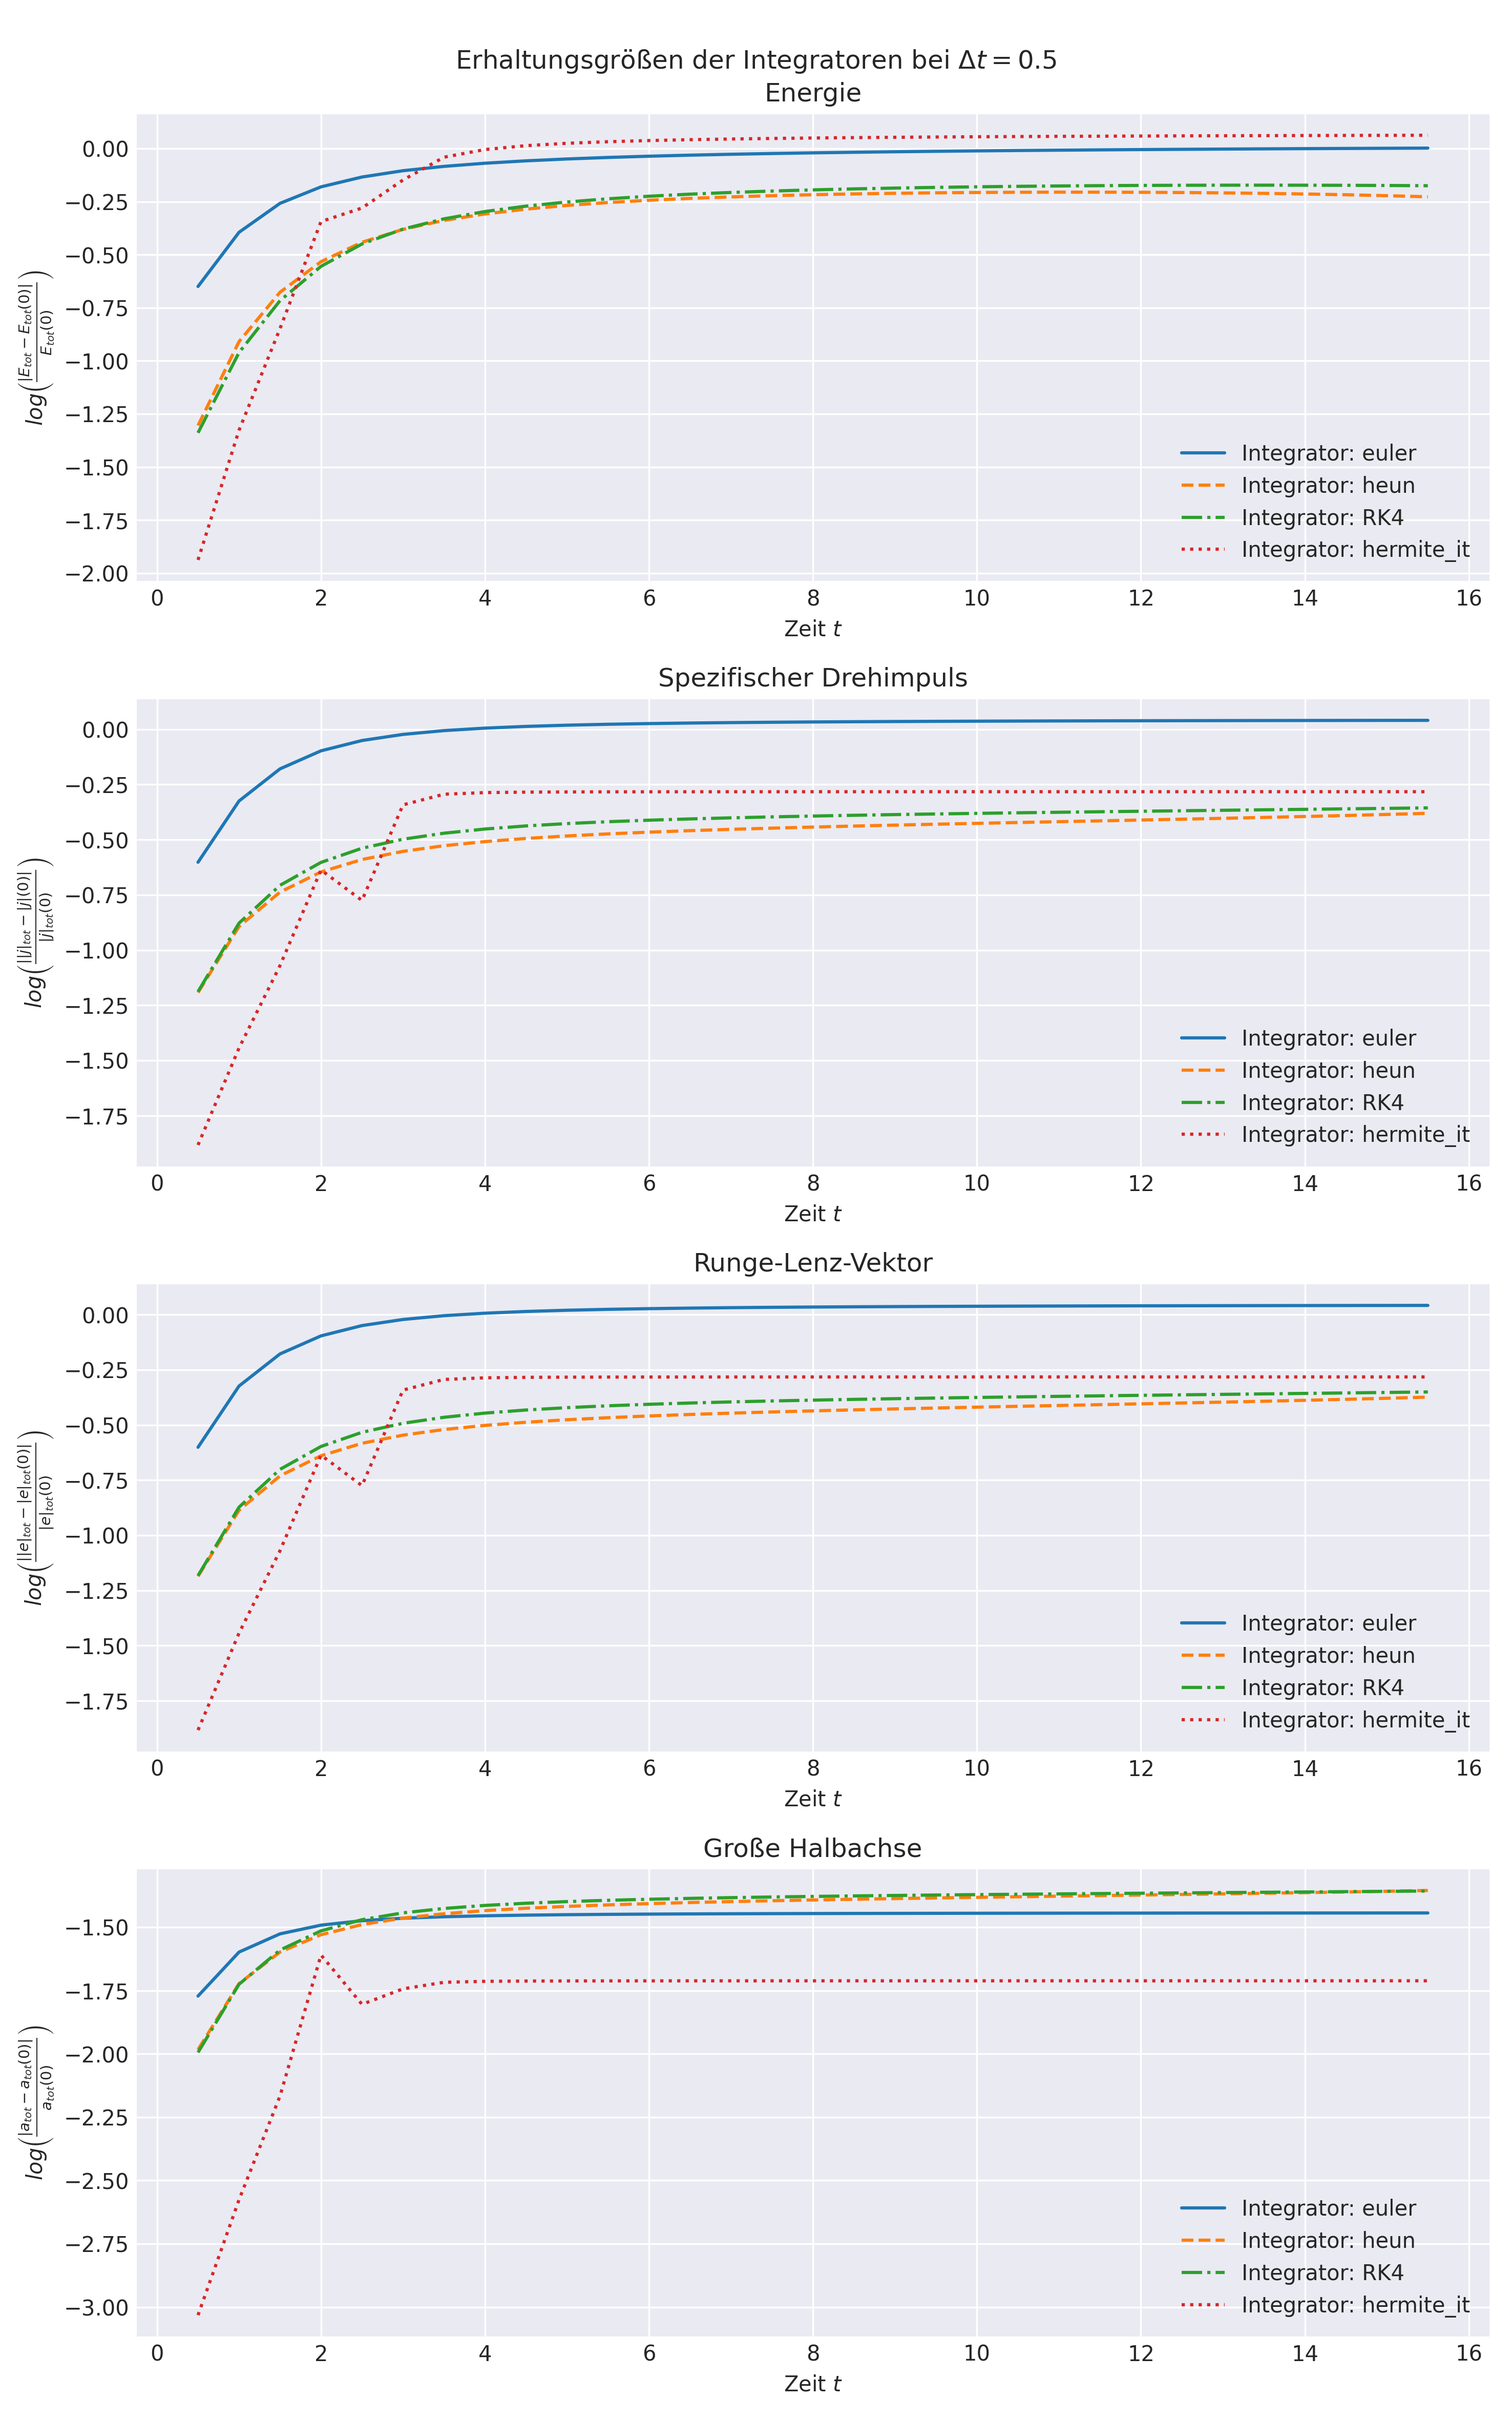 Erhaltungsgrößen der Integratoren bei Δt = 0.5
Energie
0.00
−0.25
−0.50
−0.75
−1.00
−1.25
−1.50
−1.75
−2.00
log(|E_tot − E_tot(0)| / E_tot(0))
Integrator: euler
Integrator: heun
Integrator: RK4
Integrator: hermite_it
0 2 4 6 8 10 12 14 16
Zeit t
Spezifischer Drehimpuls
0.00
−0.25
−0.50
−0.75
−1.00
−1.25
−1.50
−1.75
log(||j|_tot − |j|(0)| / |j|_tot(0))
Integrator: euler
Integrator: heun
Integrator: RK4
Integrator: hermite_it
0 2 4 6 8 10 12 14 16
Zeit t
Runge-Lenz-Vektor
0.00
−0.25
−0.50
−0.75
−1.00
−1.25
−1.50
−1.75
log(||e|_tot − |e|_tot(0)| / |e|_tot(0))
Integrator: euler
Integrator: heun
Integrator: RK4
Integrator: hermite_it
0 2 4 6 8 10 12 14 16
Zeit t
Große Halbachse
−1.50
−1.75
−2.00
−2.25
−2.50
−2.75
−3.00
log(|a_tot − a_tot(0)| / a_tot(0))
Integrator: euler
Integrator: heun
Integrator: RK4
Integrator: hermite_it
0 2 4 6 8 10 12 14 16
Zeit t